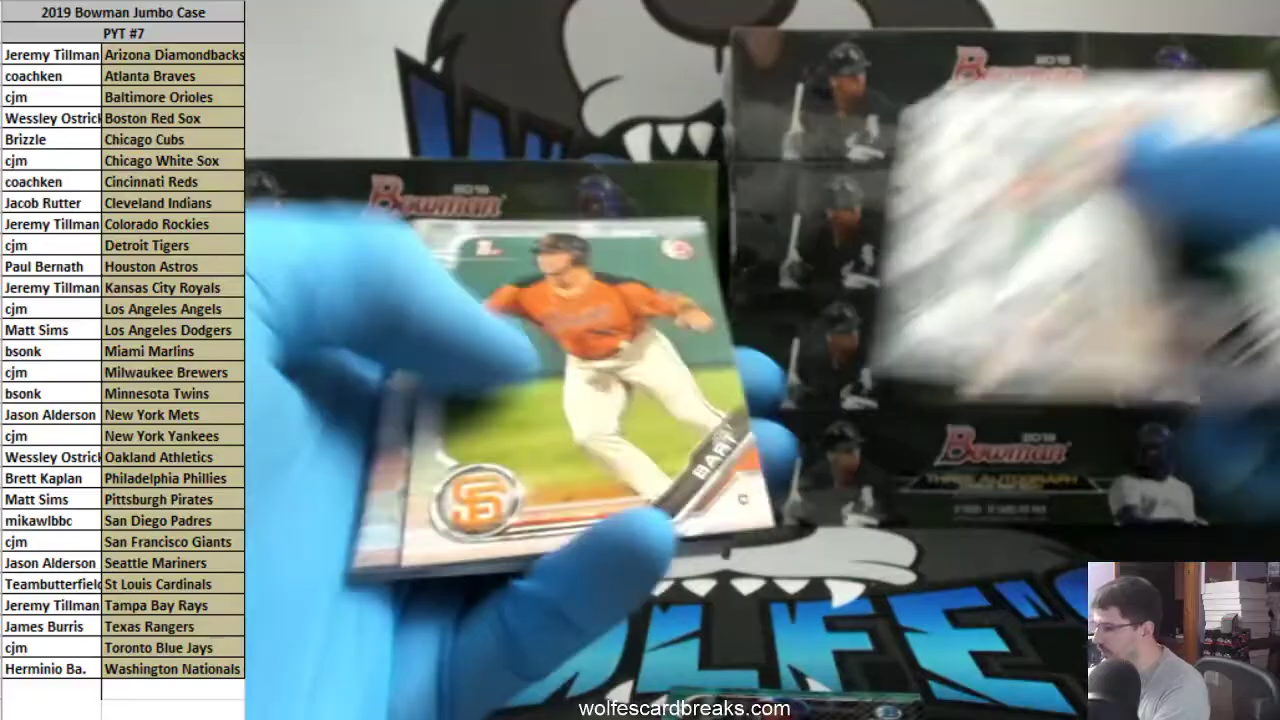 2019 Bowman Jumbo Case
PYT #7
Jeremy Tillman Arizona Diamondbacks
coachken Atlanta Braves
cjm Baltimore Orioles
Wessley Ostrick Boston Red Sox
Brizzle Chicago Cubs
cjm Chicago White Sox
coachken Cincinnati Reds
Jacob Rutter Cleveland Indians
Jeremy Tillman Colorado Rockies
cjm Detroit Tigers
Paul Bernath Houston Astros
Jeremy Tillman Kansas City Royals
cjm Los Angeles Angels
Matt Sims Los Angeles Dodgers
bsonk Miami Marlins
cjm Milwaukee Brewers
bsonk Minnesota Twins
Jason Alderson New York Mets
cjm New York Yankees
Wessley Ostrick Oakland Athletics
Brett Kaplan Philadelphia Phillies
Matt Sims Pittsburgh Pirates
mikawlbbc San Diego Padres
cjm San Francisco Giants
Jason Alderson Seattle Mariners
Teambutterfield St Louis Cardinals
Jeremy Tillman Tampa Bay Rays
James Burris Texas Rangers
cjm Toronto Blue Jays
Herminio Ba. Washington Nationals
2019
Bowman
2019
Bowman
2019
Bowman
THREE AUTOGRAPH
BART
C
SF
WOLFE'S
wolfescardbreaks.com